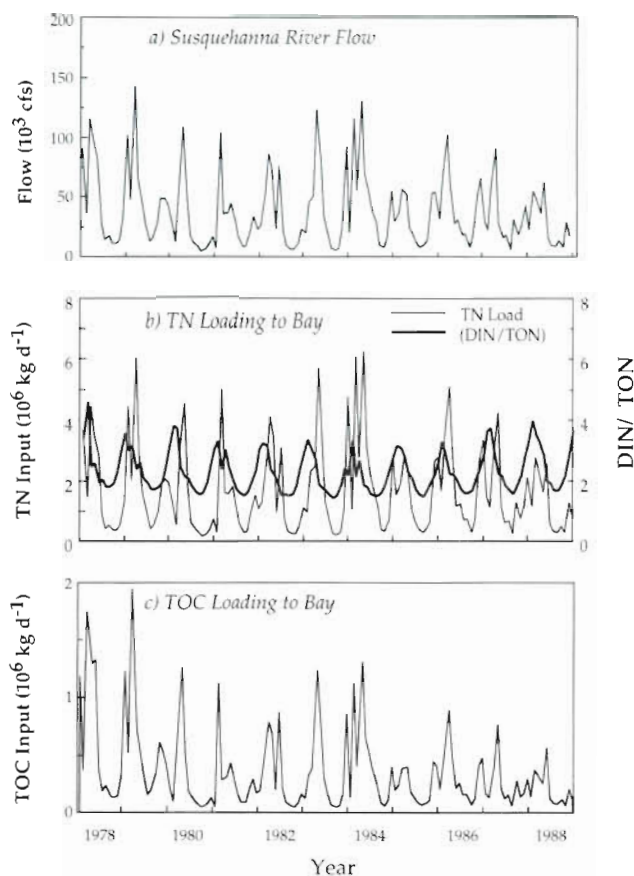 200
a) Susquehanna River Flow
150
100
50
0
Flow (10³ cfs)
8
b) TN Loading to Bay
TN Load
(DIN/TON)
8
6
6
4
4
2
2
0
0
TN Input (10⁶ kg d⁻¹)
DIN/ TON
2
c) TOC Loading to Bay
1
0
TOC Input (10⁶ kg d⁻¹)
1978 1980 1982 1984 1986 1988
Year